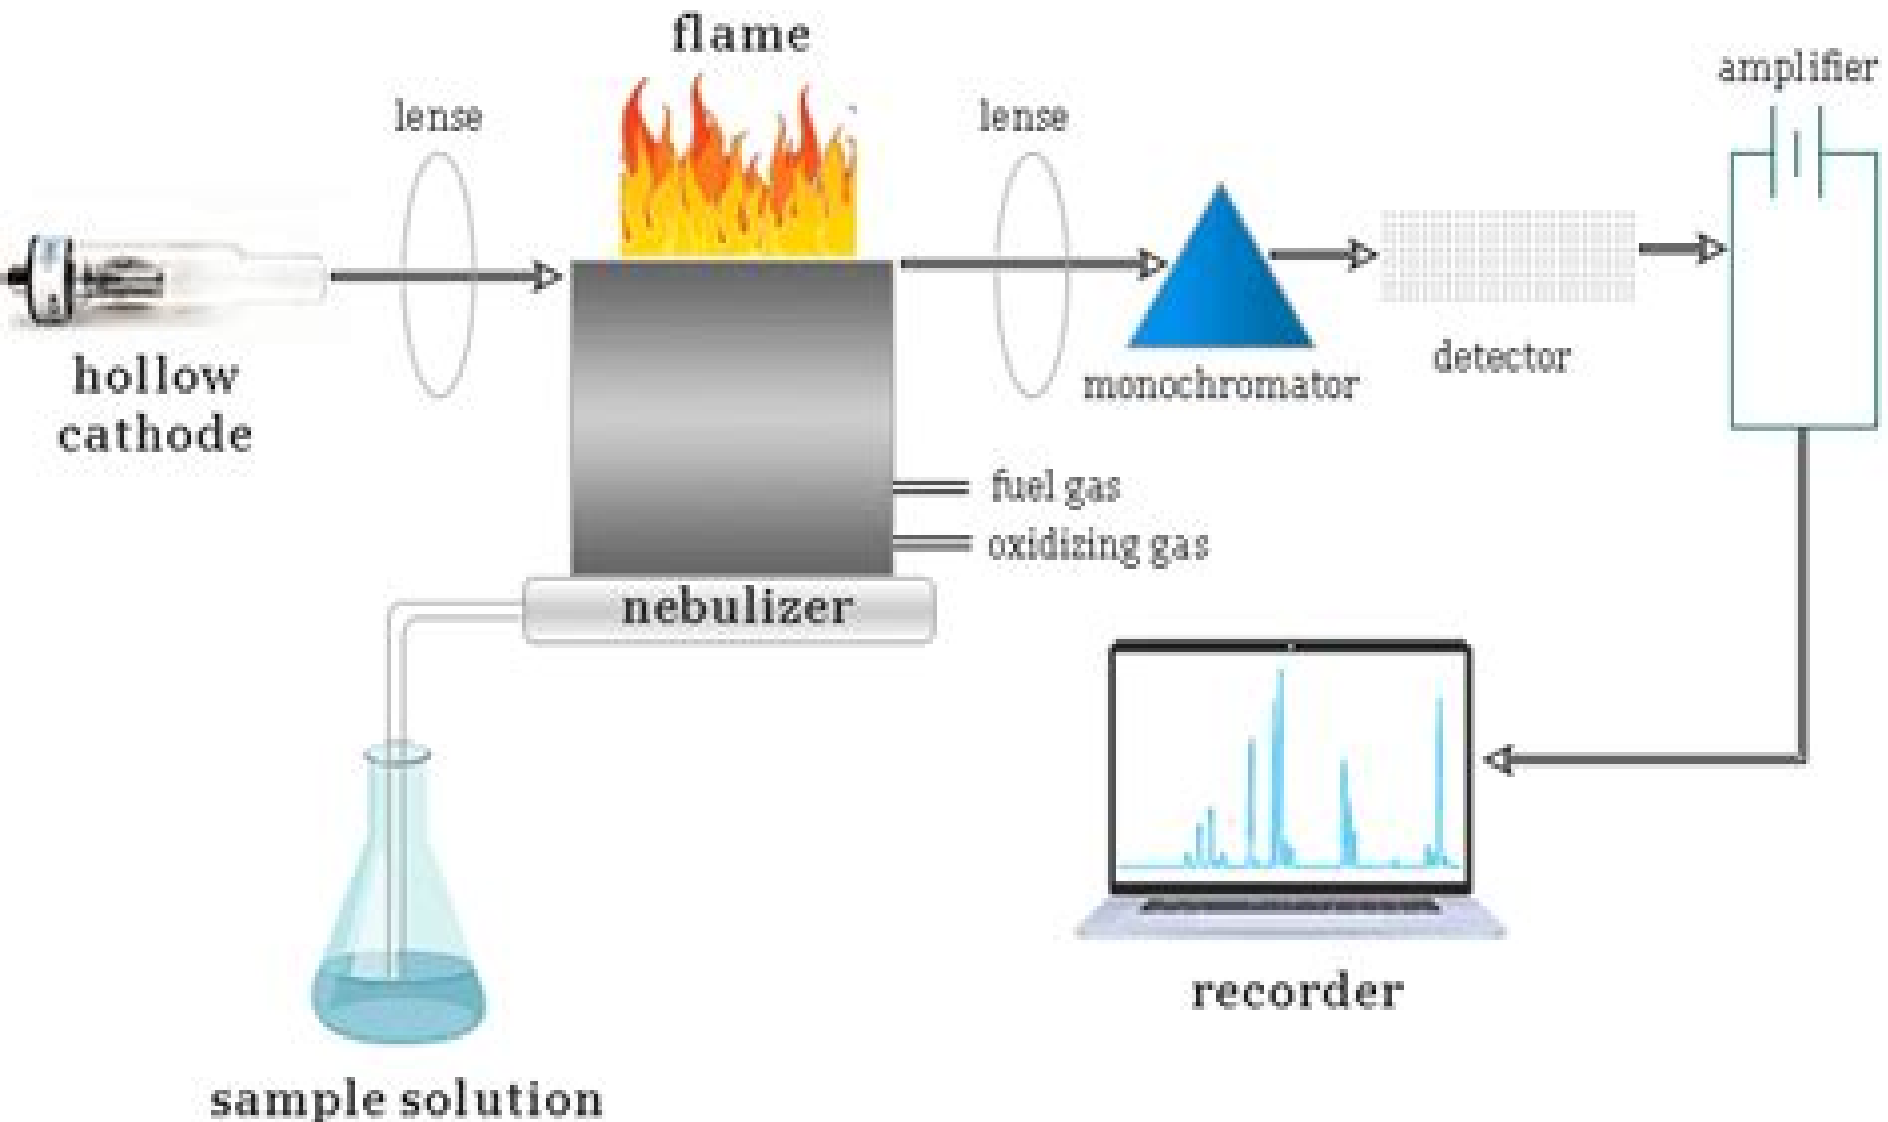 flame
amplifier
lense
lense
hollow
cathode
detector
monochromator
fuel gas
oxidizing gas
nebulizer
recorder
sample solution